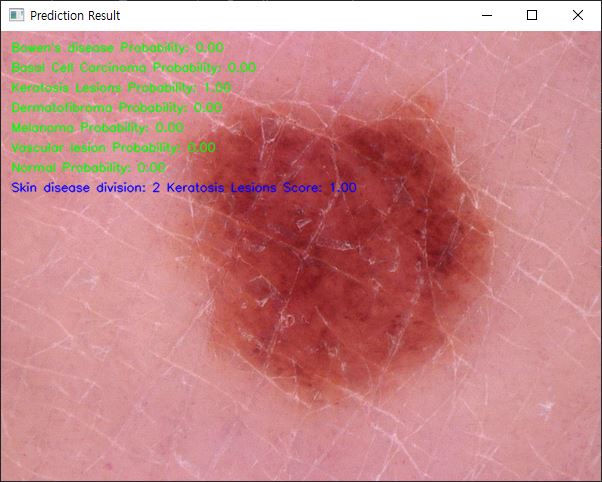 Prediction Result
Bowen's disease Probability: 0.00
Basal Cell Carcinoma Probability: 0.00
Keratosis Lesions Probability: 1.00
Dermatofibroma Probability: 0.00
Melanoma Probability: 0.00
Vascular lesion Probability: 0.00
Normal Probability: 0.00
Skin disease division: 2 Keratosis Lesions Score: 1.00